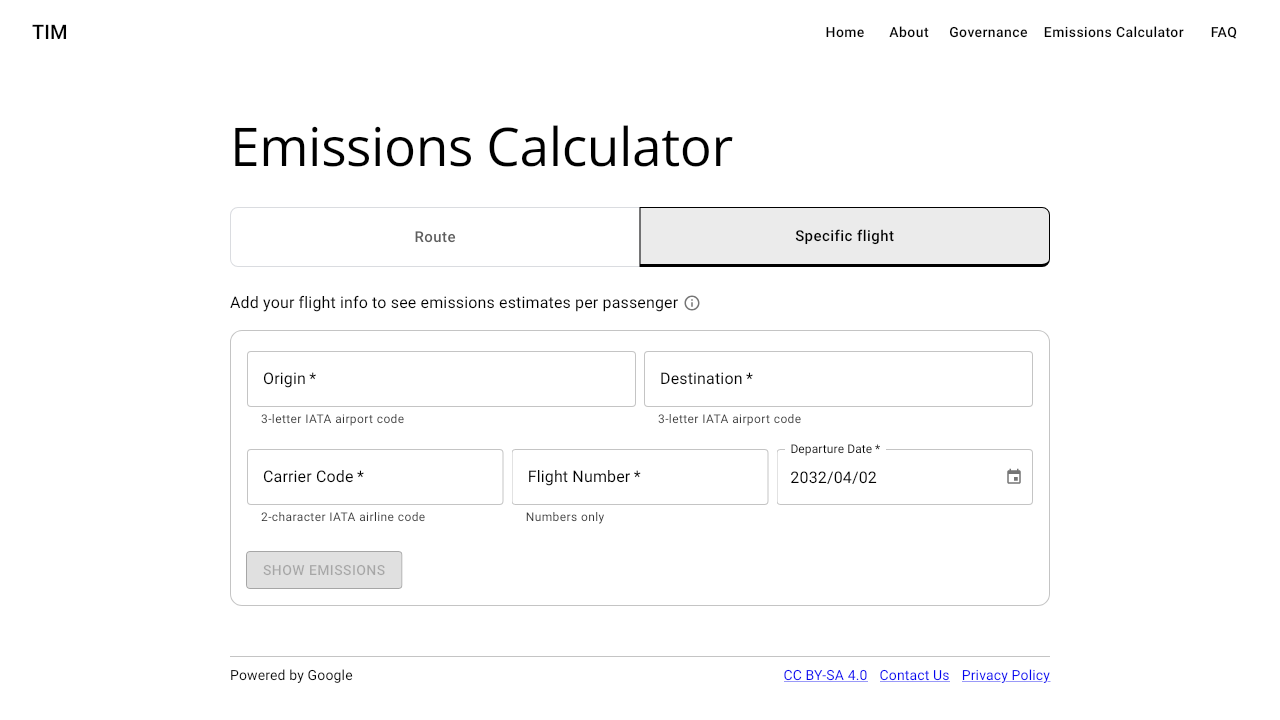 TIM
Home About Governance Emissions Calculator FAQ
Emissions Calculator
Route Specific flight
Add your flight info to see emissions estimates per passenger
Origin * Destination *
3-letter IATA airport code 3-letter IATA airport code
Departure Date *
Carrier Code * Flight Number * 2032/04/02
2-character IATA airline code Numbers only
SHOW EMISSIONS
Powered by Google CC BY-SA 4.0 Contact Us Privacy Policy